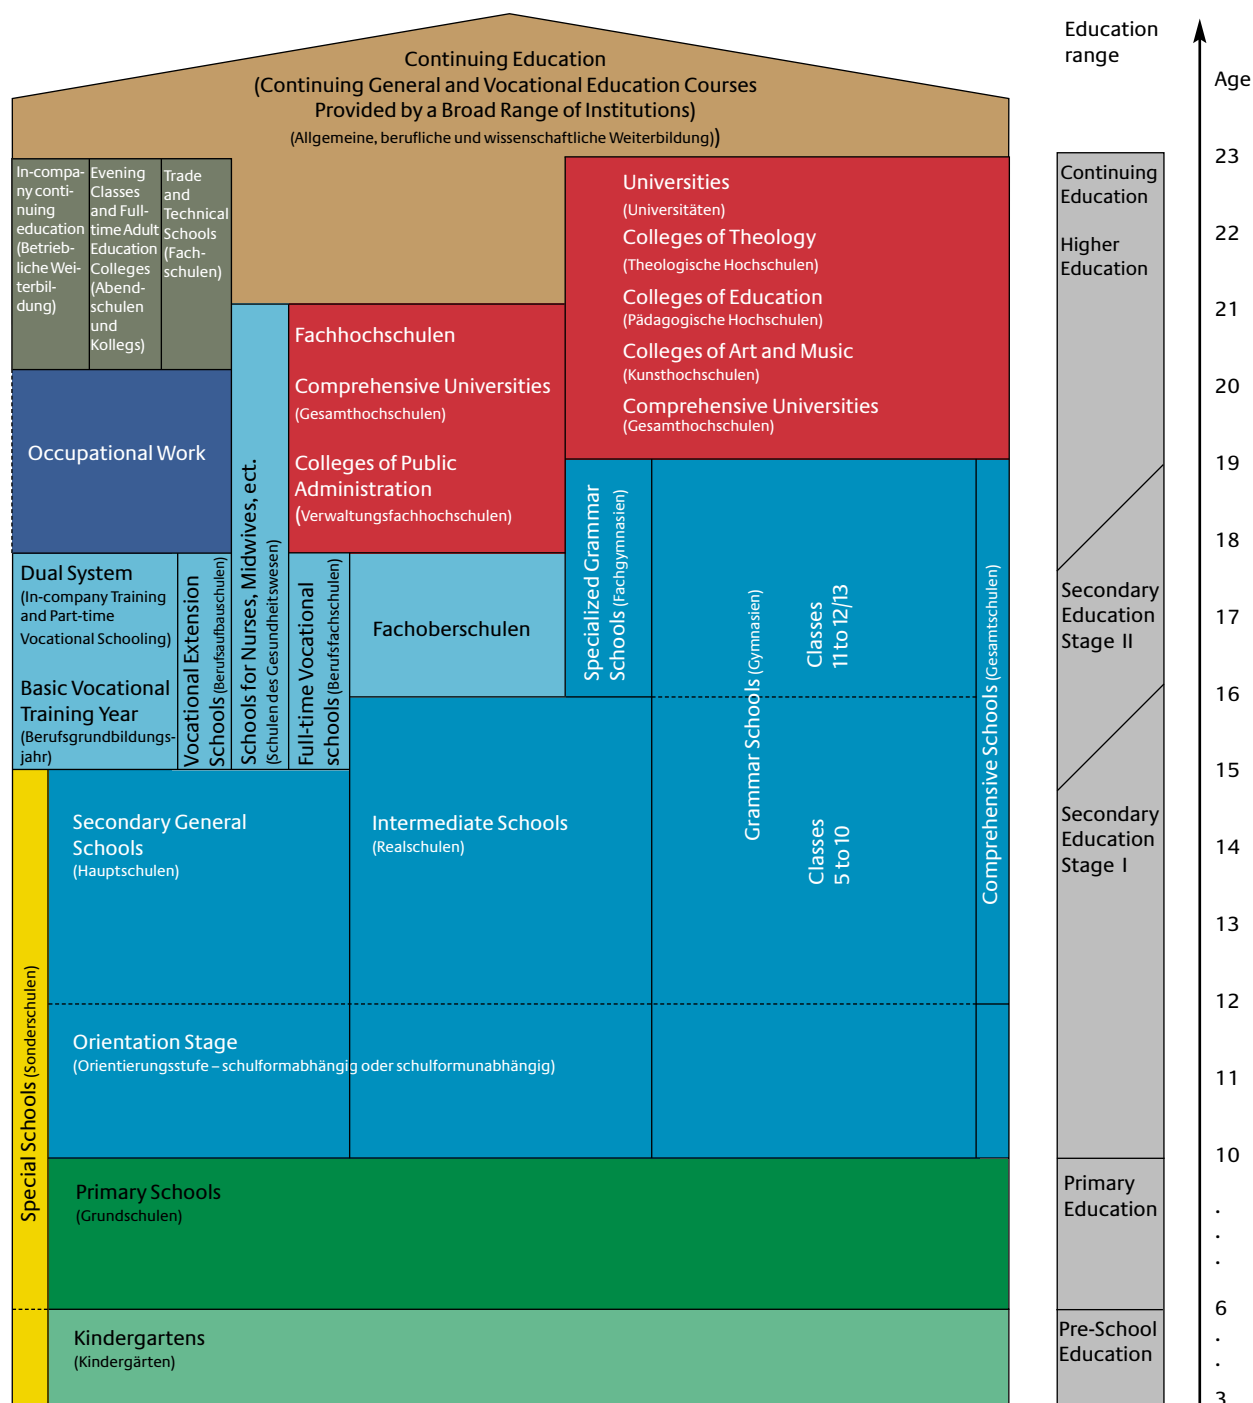 Continuing Education
(Continuing General and Vocational Education Courses
Provided by a Broad Range of Institutions)
(Allgemeine, berufliche und wissenschaftliche Weiterbildung))
In-compa-
ny conti-
nuing
education
(Betrieb-
liche Wei-
terbil-
dung)
Evening
Classes
and Full-
time Adult
Education
Colleges
(Abend-
schulen
und
Kollegs)
Trade
and
Technical
Schools
(Fach-
schulen)
Universities
(Universitäten)
Colleges of Theology
(Theologische Hochschulen)
Colleges of Education
(Pädagogische Hochschulen)
Colleges of Art and Music
(Kunsthochschulen)
Comprehensive Universities
(Gesamthochschulen)
Fachhochschulen
Comprehensive Universities
(Gesamthochschulen)
Colleges of Public
Administration
(Verwaltungsfachhochschulen)
Occupational Work
Dual System
(In-company Training
and Part-time
Vocational Schooling)
Basic Vocational
Training Year
(Berufsgrundbildungs-
jahr)
Vocational Extension
Schools (Berufsaufbauschulen)
Schools for Nurses, Midwives, ect.
(Schulen des Gesundheitswesen)
Full-time Vocational
schools (Berufsfachschulen)
Fachoberschulen
Specialized Grammar
Schools (Fachgymnasien)
Grammar Schools (Gymnasien)
Classes
11 to 12/13
Classes
5 to 10
Comprehensive Schools (Gesamtschulen)
Secondary General
Schools
(Hauptschulen)
Intermediate Schools
(Realschulen)
Orientation Stage
(Orientierungsstufe – schulformabhängig oder schulformunabhängig)
Special Schools (Sonderschulen)
Primary Schools
(Grundschulen)
Kindergartens
(Kindergärten)
Education
range
Continuing
Education
Higher
Education
Secondary
Education
Stage II
Secondary
Education
Stage I
Primary
Education
Pre-School
Education
Age
23
22
21
20
19
18
17
16
15
14
13
12
11
10
.
.
.
6
.
.
3